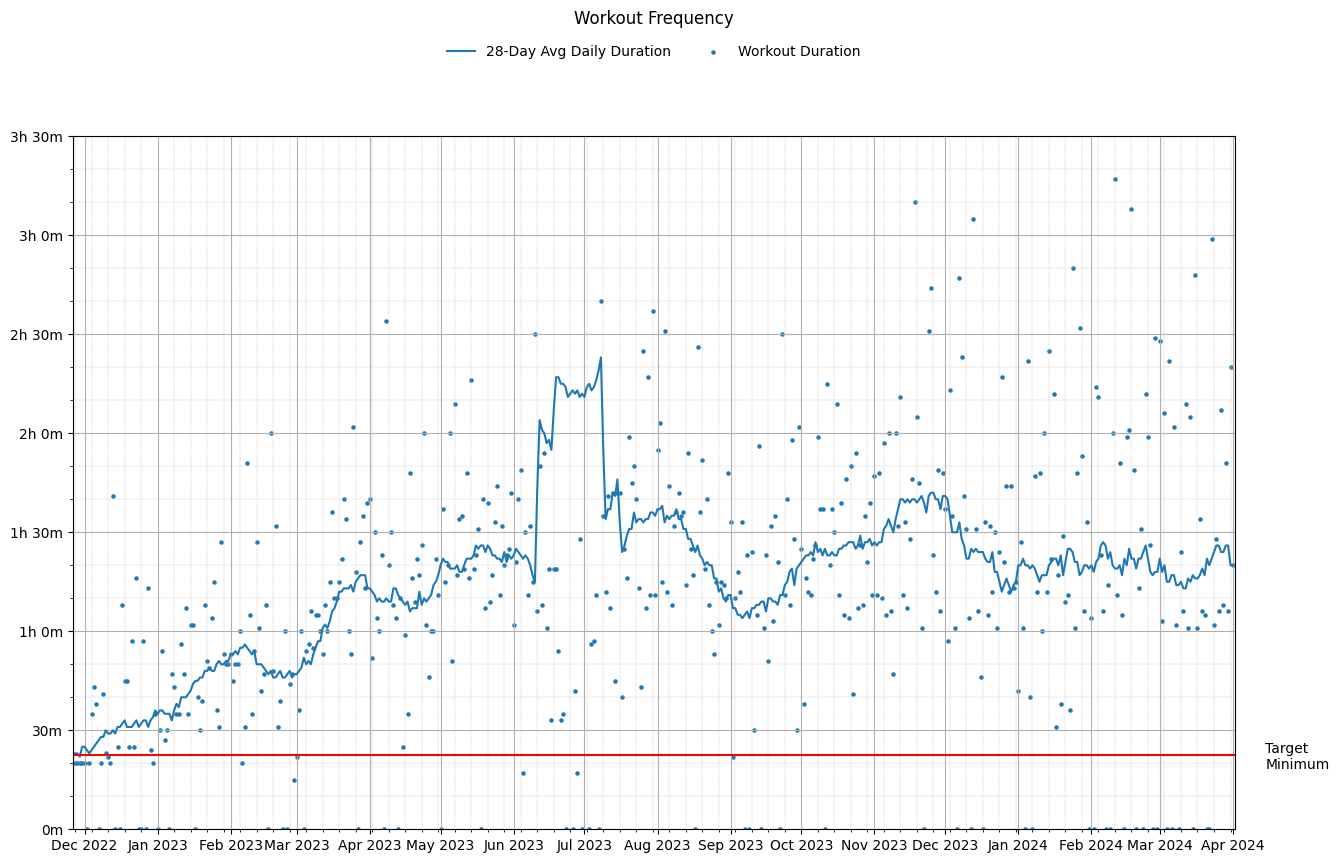 Workout Frequency
28-Day Avg Daily Duration
Workout Duration
3h 30m
3h 0m
2h 30m
2h 0m
1h 30m
1h 0m
30m
0m
Target
Minimum
Dec 2022 Jan 2023 Feb 2023 Mar 2023 Apr 2023 May 2023 Jun 2023 Jul 2023 Aug 2023 Sep 2023 Oct 2023 Nov 2023 Dec 2023 Jan 2024 Feb 2024 Mar 2024 Apr 2024